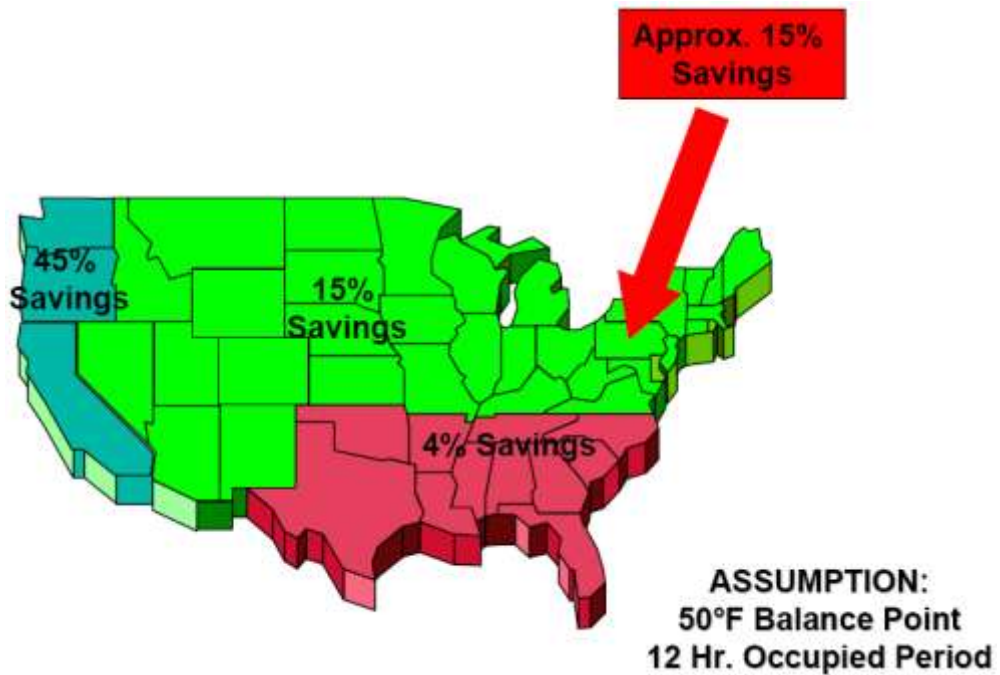 Approx. 15%
Savings
45%
Savings
15%
Savings
4% Savings
ASSUMPTION:
50°F Balance Point
12 Hr. Occupied Period